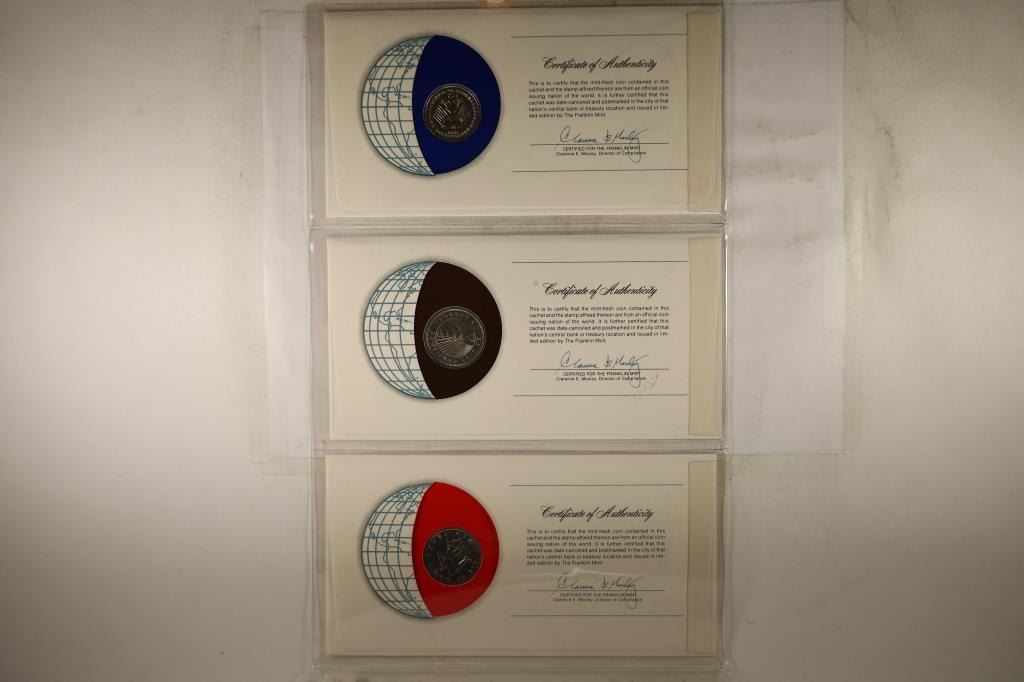 Certificate of Authenticity
This is to certify that the mint-fresh coin contained in this
cachet and the stamp affixed thereon are from an official coin
issuing nation of the world. It is further certified that this
cachet was date-canceled and postmarked in the city of that
nation's central bank or treasury location and issued in lim-
ited edition by The Franklin Mint.
CERTIFIED FOR THE FRANKLIN MINT
Clarence E. Mosley, Director of Compliance
Certificate of Authenticity
This is to certify that the mint-fresh coin contained in this
cachet and the stamp affixed thereon are from an official coin
issuing nation of the world. It is further certified that this
cachet was date-canceled and postmarked in the city of that
nation's central bank or treasury location and issued in lim-
ited edition by The Franklin Mint.
CERTIFIED FOR THE FRANKLIN MINT
Clarence E. Mosley, Director of Compliance
Certificate of Authenticity
This is to certify that the mint-fresh coin contained in this
cachet and the stamp affixed thereon are from an official coin
issuing nation of the world. It is further certified that this
cachet was date-canceled and postmarked in the city of that
nation's central bank or treasury location and issued in lim-
ited edition by The Franklin Mint.
CERTIFIED FOR THE FRANKLIN MINT
Clarence E. Mosley, Director of Compliance